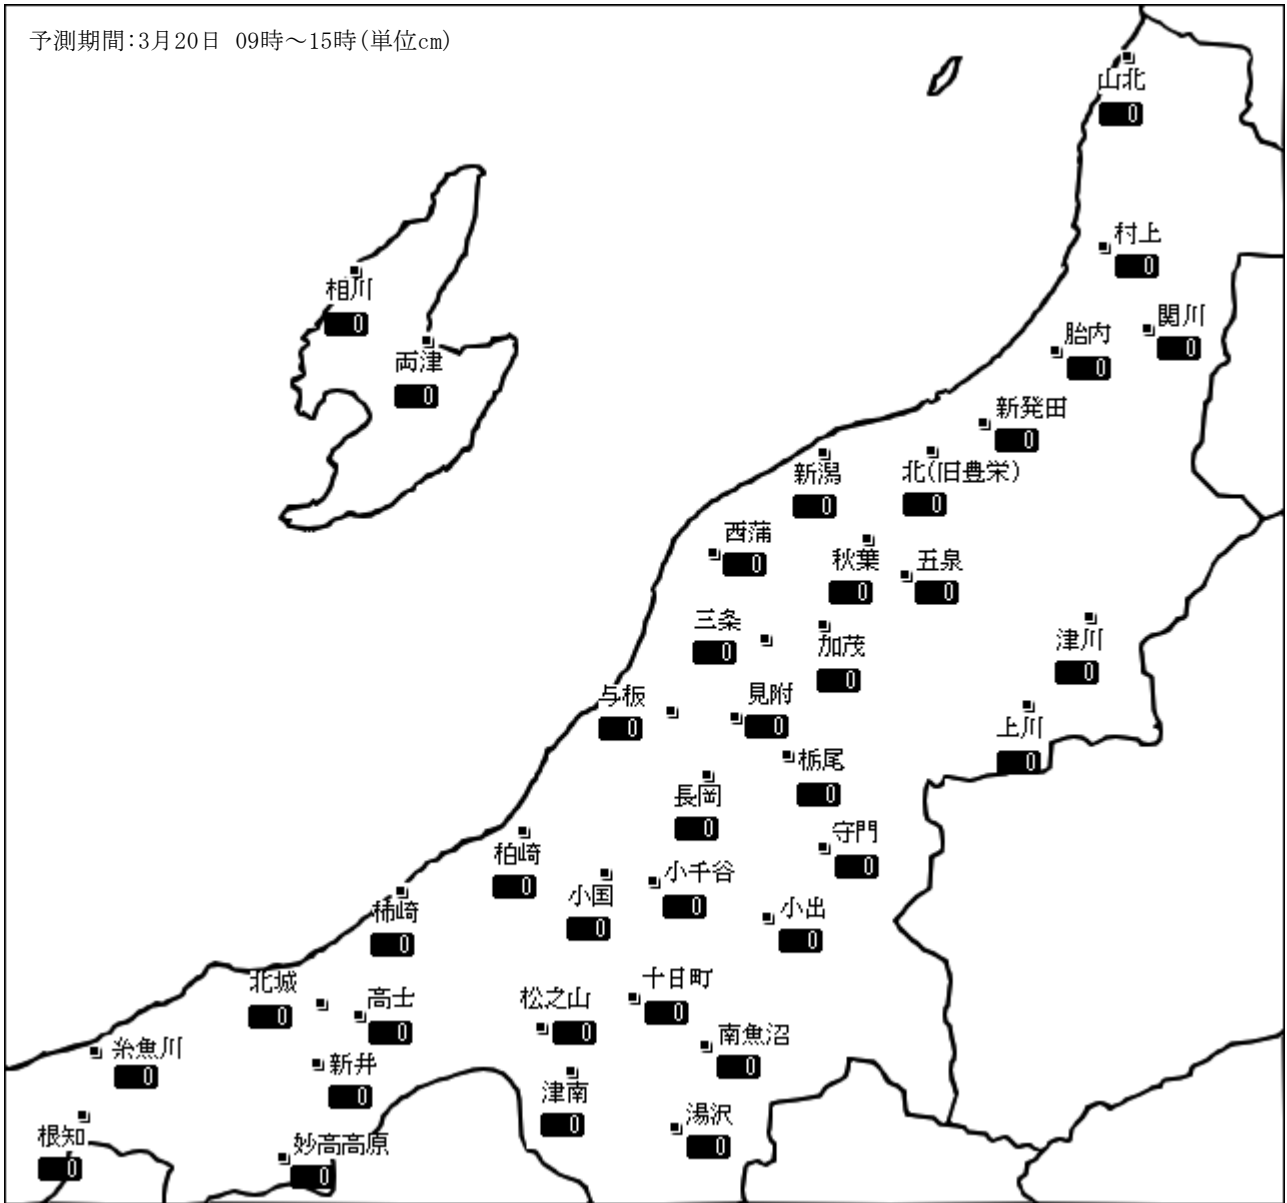 予測期間:3月20日 09時～15時(単位cm)
山北
0
村上
0
相川
0
関川
0
胎内
0
両津
0
新発田
0
新潟
0
北(旧豊栄)
0
西蒲
0
秋葉
0
五泉
0
三条
0
加茂
0
津川
0
与板
0
見附
0
上川
0
栃尾
0
長岡
0
守門
0
柏崎
0
小国
0
小千谷
0
小出
0
柿崎
0
北城
0
高士
0
松之山
0
十日町
0
南魚沼
0
糸魚川
0
新井
0
津南
0
湯沢
0
根知
0
妙高高原
0